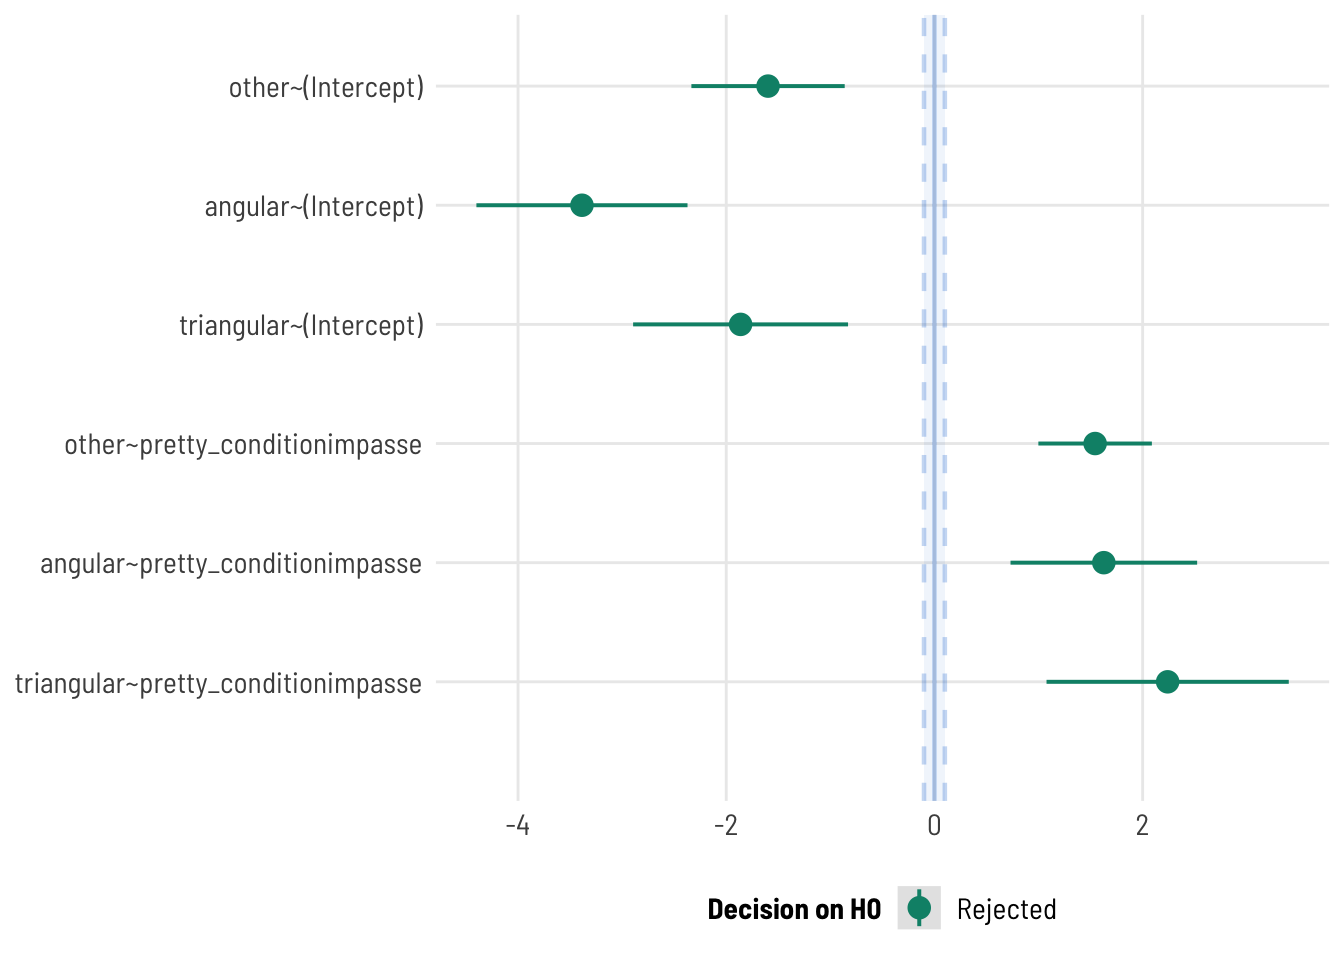 other~(Intercept)
angular~(Intercept)
triangular~(Intercept)
other~pretty_conditionimpasse
angular~pretty_conditionimpasse
triangular~pretty_conditionimpasse
-4 -2 0 2
Decision on H0 Rejected